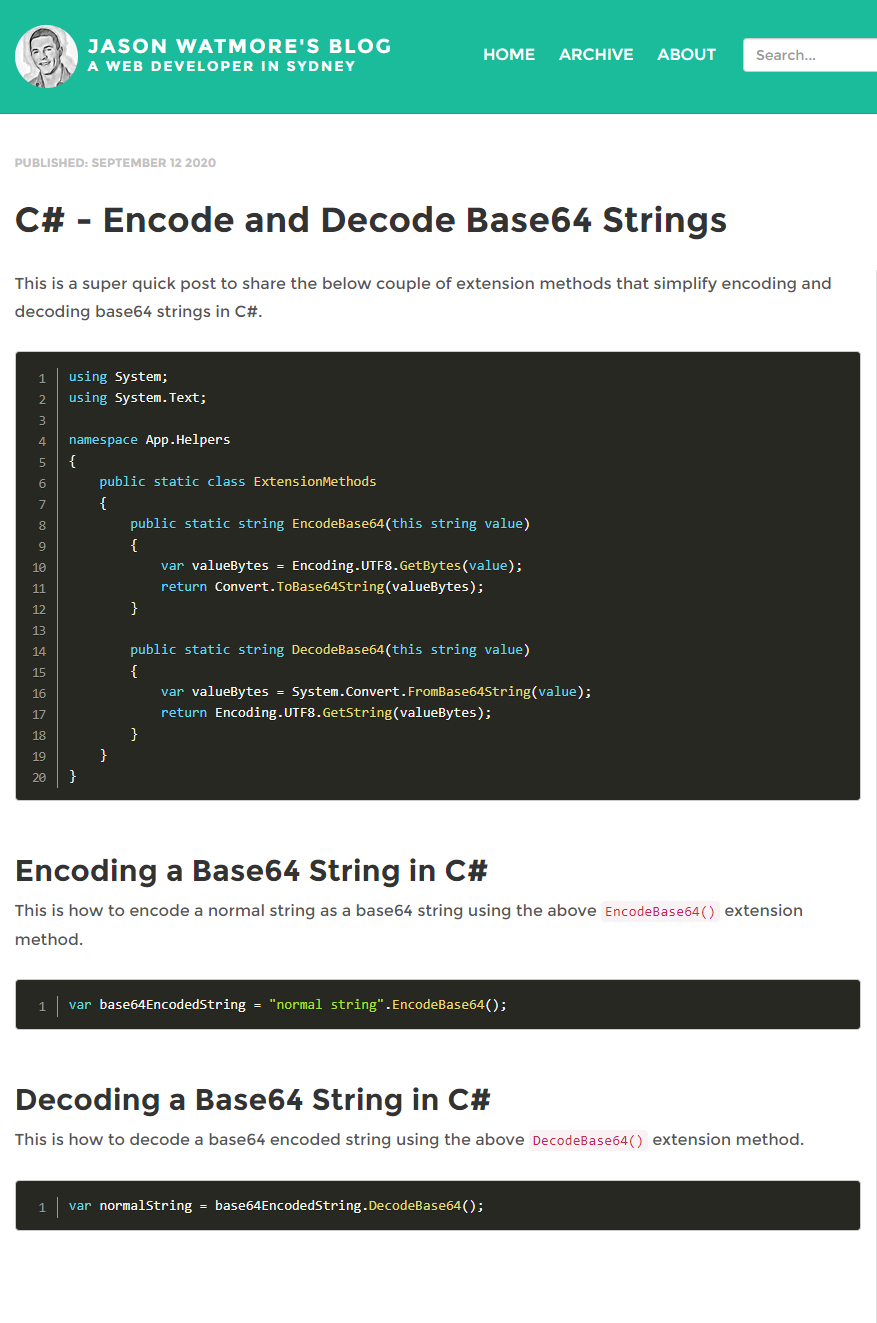 JASON WATMORE'S BLOG
A WEB DEVELOPER IN SYDNEY
HOME ARCHIVE ABOUT Search...
PUBLISHED: SEPTEMBER 12 2020
C# - Encode and Decode Base64 Strings
This is a super quick post to share the below couple of extension methods that simplify encoding and
decoding base64 strings in C#.
1 using System;
2 using System.Text;
3
4 namespace App.Helpers
5 {
6     public static class ExtensionMethods
7     {
8         public static string EncodeBase64(this string value)
9         {
10             var valueBytes = Encoding.UTF8.GetBytes(value);
11             return Convert.ToBase64String(valueBytes);
12         }
13
14         public static string DecodeBase64(this string value)
15         {
16             var valueBytes = System.Convert.FromBase64String(value);
17             return Encoding.UTF8.GetString(valueBytes);
18         }
19     }
20 }
Encoding a Base64 String in C#
This is how to encode a normal string as a base64 string using the above EncodeBase64() extension
method.
1 var base64EncodedString = "normal string".EncodeBase64();
Decoding a Base64 String in C#
This is how to decode a base64 encoded string using the above DecodeBase64() extension method.
1 var normalString = base64EncodedString.DecodeBase64();